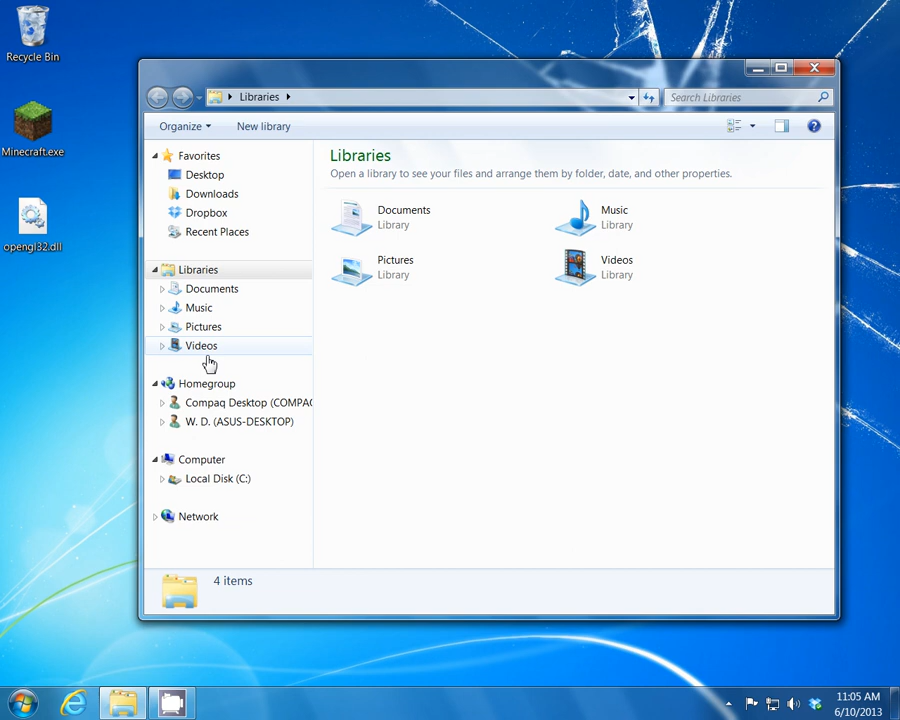 Recycle Bin
Minecraft.exe
opengl32.dll
Libraries
Search Libraries
Organize
New library
Favorites
Desktop
Downloads
Dropbox
Recent Places
Libraries
Documents
Music
Pictures
Videos
Homegroup
Compaq Desktop (COMPAQ
W. D. (ASUS-DESKTOP)
Computer
Local Disk (C:)
Network
Libraries
Open a library to see your files and arrange them by folder, date, and other properties.
Documents
Library
Music
Library
Pictures
Library
Videos
Library
4 items
11:05 AM
6/10/2013